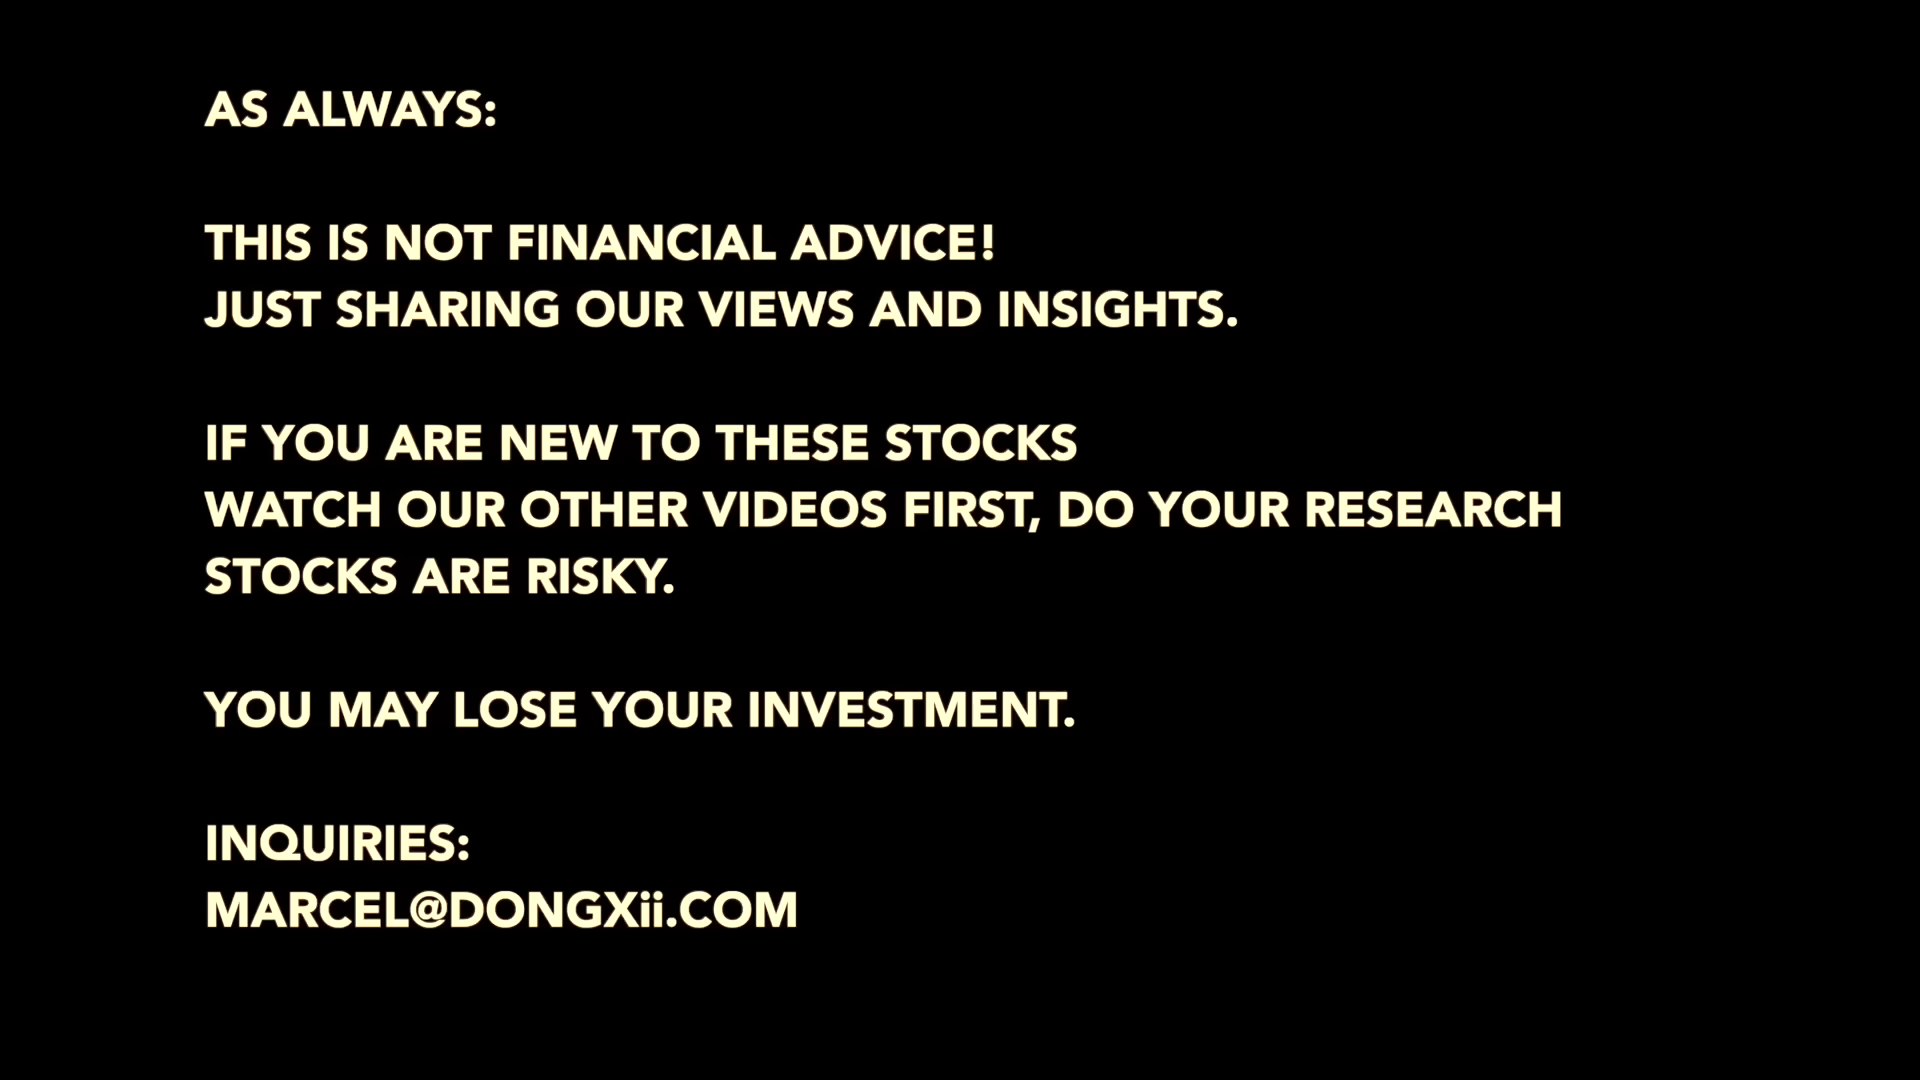 AS ALWAYS:
THIS IS NOT FINANCIAL ADVICE!
JUST SHARING OUR VIEWS AND INSIGHTS.
IF YOU ARE NEW TO THESE STOCKS
WATCH OUR OTHER VIDEOS FIRST, DO YOUR RESEARCH
STOCKS ARE RISKY.
YOU MAY LOSE YOUR INVESTMENT.
INQUIRIES:
MARCEL@DONGXii.COM